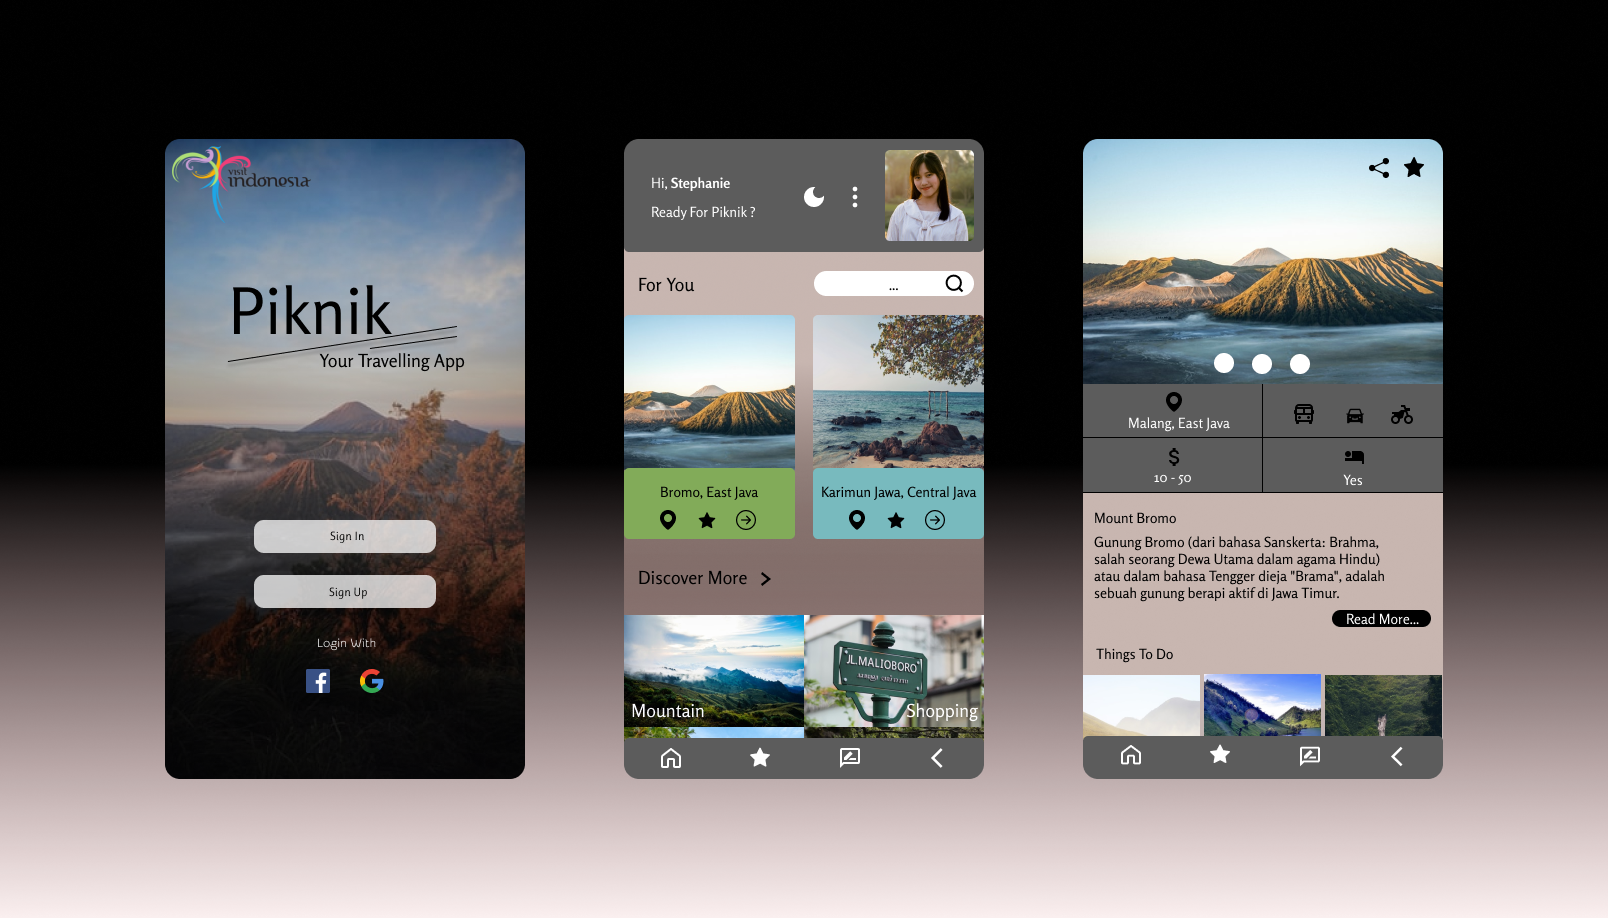 visit
indonesia
Piknik
Your Travelling App
Sign In
Sign Up
Login With
Hi, Stephanie
Ready For Piknik ?
For You
...
Bromo, East Java
Karimun Jawa, Central Java
Discover More
JL.MALIOBORO
Mountain
Shopping
Malang, East Java
10 - 50
Yes
Mount Bromo
Gunung Bromo (dari bahasa Sanskerta: Brahma,
salah seorang Dewa Utama dalam agama Hindu)
atau dalam bahasa Tengger dieja "Brama", adalah
sebuah gunung berapi aktif di Jawa Timur.
Read More...
Things To Do